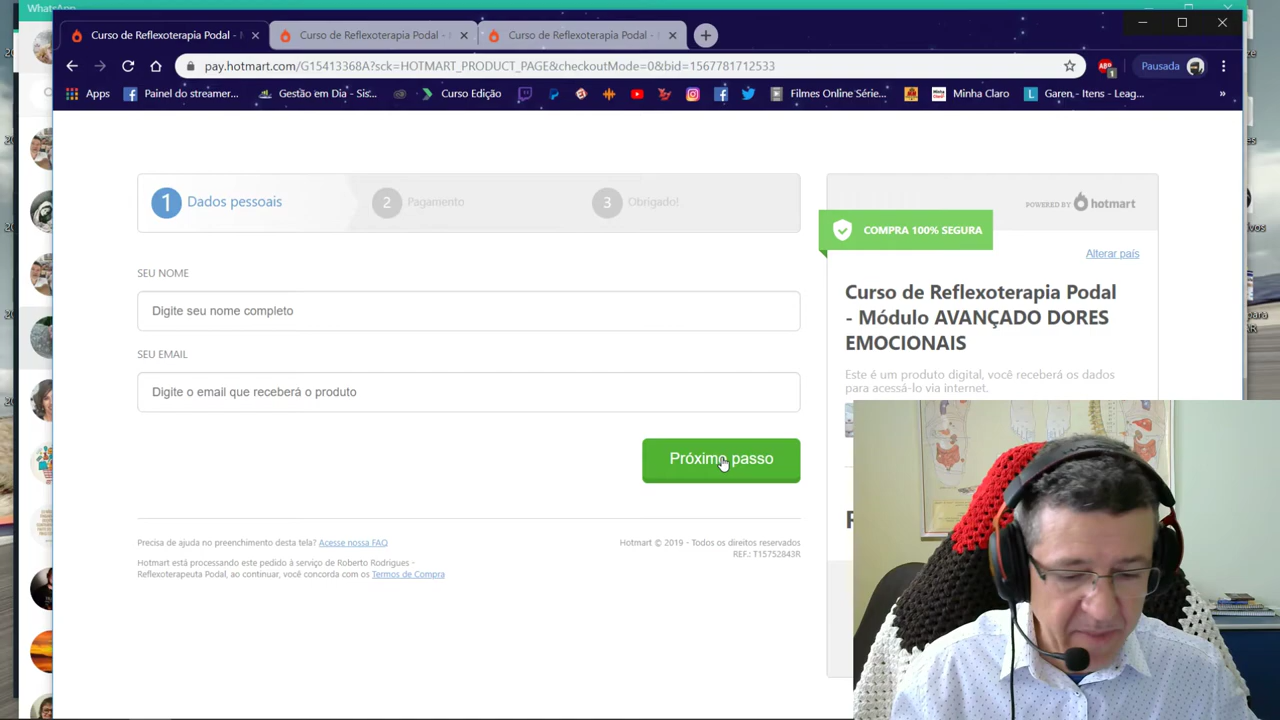 WhatsApp
Curso de Reflexoterapia Podal -
Curso de Reflexoterapia Podal -
Curso de Reflexoterapia Podal -
pay.hotmart.com/G15413368A?sck=HOTMART_PRODUCT_PAGE&checkoutMode=0&bid=1567781712533
ABP
1
Pausada
Apps
Painel do streamer...
Gestão em Dia - Sis...
Curso Edição
Filmes Online Série...
Minha Claro
Garen - Itens - Leag...
»
1 Dados pessoais
2 Pagamento
3 Obrigado!
POWERED BY hotmart
COMPRA 100% SEGURA
Alterar país
SEU NOME
Digite seu nome completo
SEU EMAIL
Digite o email que receberá o produto
Próximo passo
Curso de Reflexoterapia Podal
- Módulo AVANÇADO DORES
EMOCIONAIS
Este é um produto digital, você receberá os dados
para acessá-lo via internet.
Precisa de ajuda no preenchimento desta tela? Acesse nossa FAQ
Hotmart © 2019 - Todos os direitos reservados
REF.: T15752843R
Hotmart está processando este pedido à serviço de Roberto Rodrigues -
Reflexoterapeuta Podal, ao continuar, você concorda com os Termos de Compra